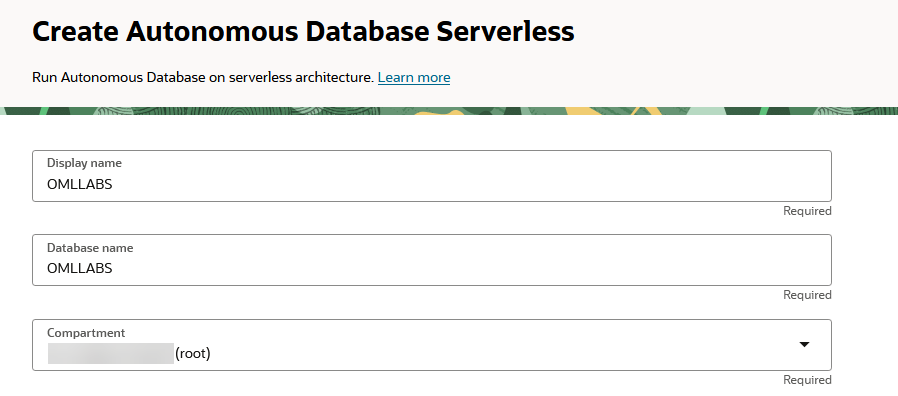 Create Autonomous Database Serverless
Run Autonomous Database on serverless architecture. Learn more
Display name
OMLLABS
Required
Database name
OMLLABS
Required
Compartment
(root)
Required